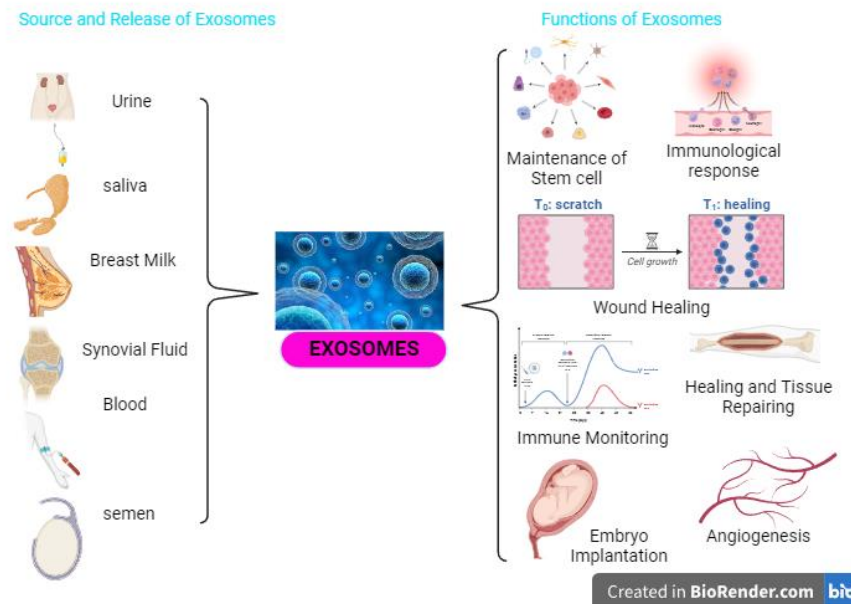 Source and Release of Exosomes
Urine
saliva
Breast Milk
Synovial Fluid
Blood
semen
EXOSOMES
Functions of Exosomes
Maintenance of
Stem cell
Immunological
response
T₀: scratch
T₁: healing
Cell growth
Wound Healing
Immune Monitoring
Healing and Tissue
Repairing
Embryo
Implantation
Angiogenesis
Created in BioRender.com bio